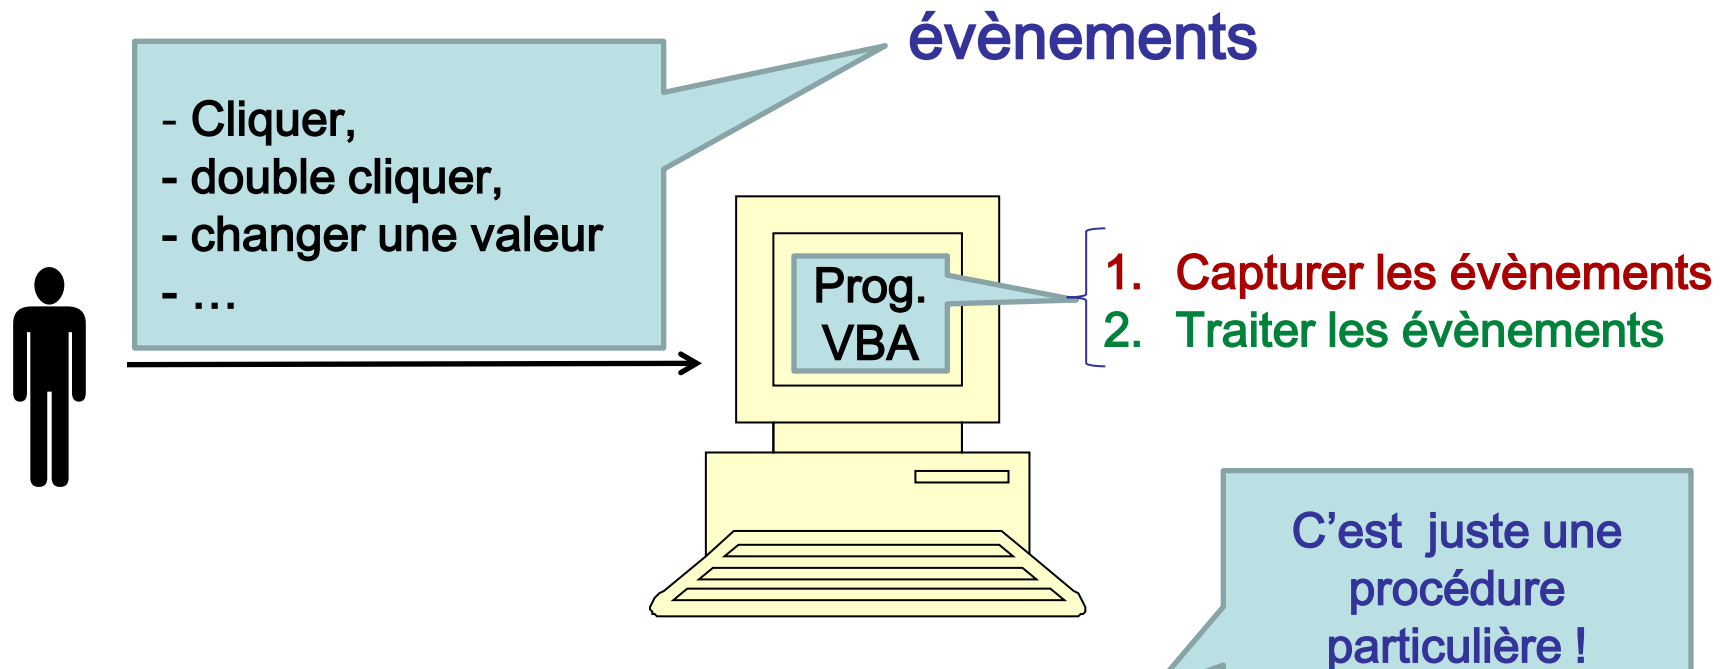 évènements
- Cliquer,
- double cliquer,
- changer une valeur
- ...
Prog.
VBA
1. Capturer les évènements
2. Traiter les évènements
C’est juste une
procédure
particulière !